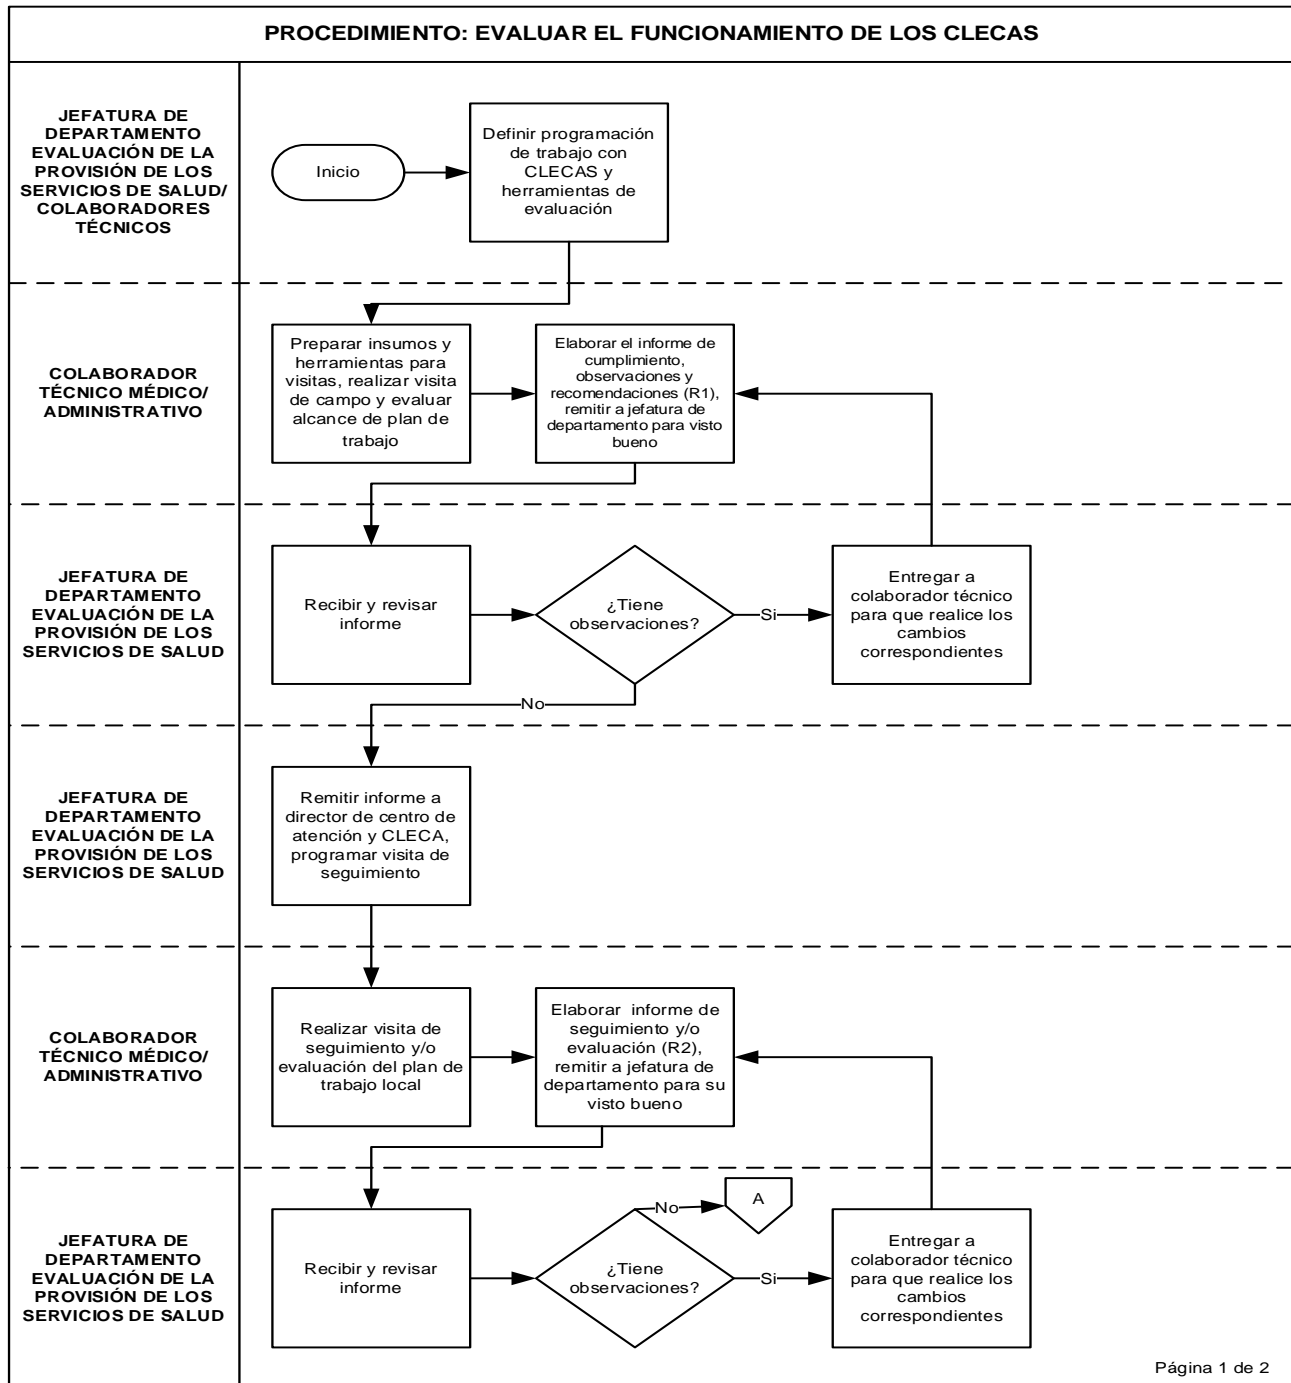 PROCEDIMIENTO: EVALUAR EL FUNCIONAMIENTO DE LOS CLECAS
JEFATURA DE
DEPARTAMENTO
EVALUACIÓN DE LA
PROVISIÓN DE LOS
SERVICIOS DE SALUD/
COLABORADORES
TÉCNICOS
Inicio
Definir programación
de trabajo con
CLECAS y
herramientas de
evaluación
COLABORADOR
TÉCNICO MÉDICO/
ADMINISTRATIVO
Preparar insumos y
herramientas para
visitas, realizar visita
de campo y evaluar
alcance de plan de
trabajo
Elaborar el informe de
cumplimiento,
observaciones y
recomendaciones (R1),
remitir a jefatura de
departamento para visto
bueno
JEFATURA DE
DEPARTAMENTO
EVALUACIÓN DE LA
PROVISIÓN DE LOS
SERVICIOS DE SALUD
Recibir y revisar
informe
¿Tiene
observaciones?
Si
Entregar a
colaborador técnico
para que realice los
cambios
correspondientes
No
JEFATURA DE
DEPARTAMENTO
EVALUACIÓN DE LA
PROVISIÓN DE LOS
SERVICIOS DE SALUD
Remitir informe a
director de centro de
atención y CLECA,
programar visita de
seguimiento
COLABORADOR
TÉCNICO MÉDICO/
ADMINISTRATIVO
Realizar visita de
seguimiento y/o
evaluación del plan de
trabajo local
Elaborar informe de
seguimiento y/o
evaluación (R2),
remitir a jefatura de
departamento para su
visto bueno
JEFATURA DE
DEPARTAMENTO
EVALUACIÓN DE LA
PROVISIÓN DE LOS
SERVICIOS DE SALUD
Recibir y revisar
informe
¿Tiene
observaciones?
No
A
Si
Entregar a
colaborador técnico
para que realice los
cambios
correspondientes
Página 1 de 2